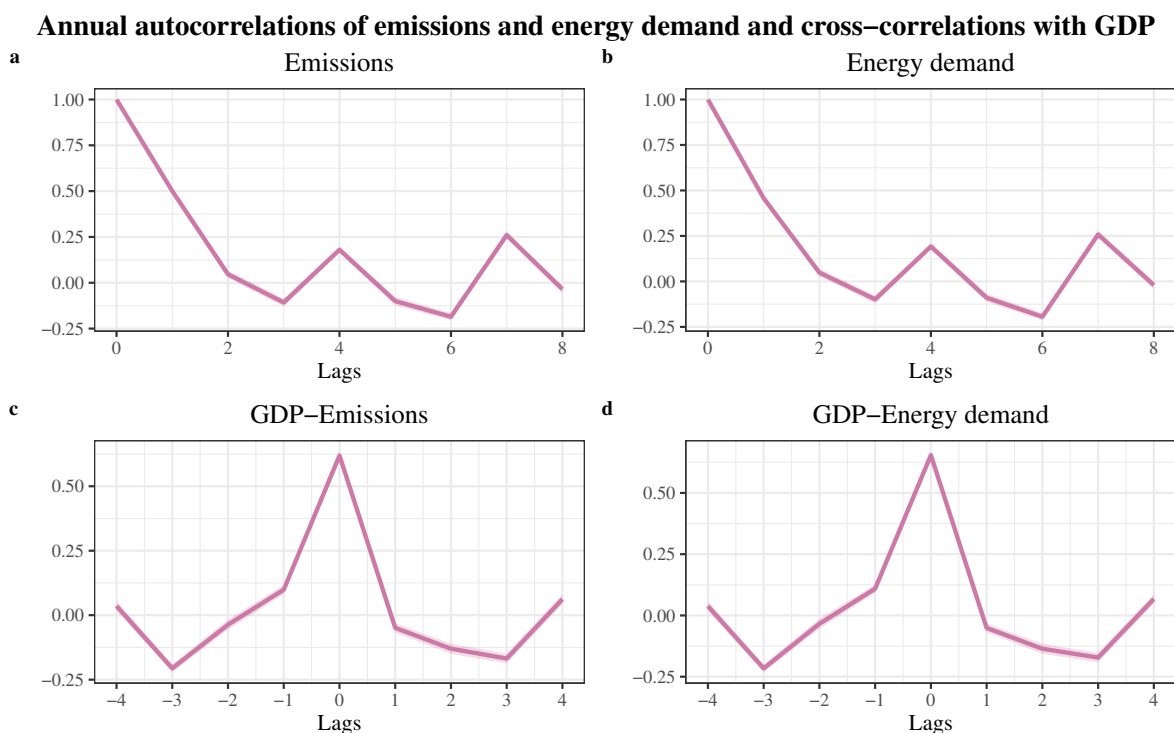 Annual autocorrelations of emissions and energy demand and cross−correlations with GDP
a
Emissions
1.00
0.75
0.50
0.25
0.00
−0.25
0 2 4 6 8
Lags
b
Energy demand
1.00
0.75
0.50
0.25
0.00
−0.25
0 2 4 6 8
Lags
c
GDP−Emissions
0.50
0.25
0.00
−0.25
−4 −3 −2 −1 0 1 2 3 4
Lags
d
GDP−Energy demand
0.50
0.25
0.00
−0.25
−4 −3 −2 −1 0 1 2 3 4
Lags